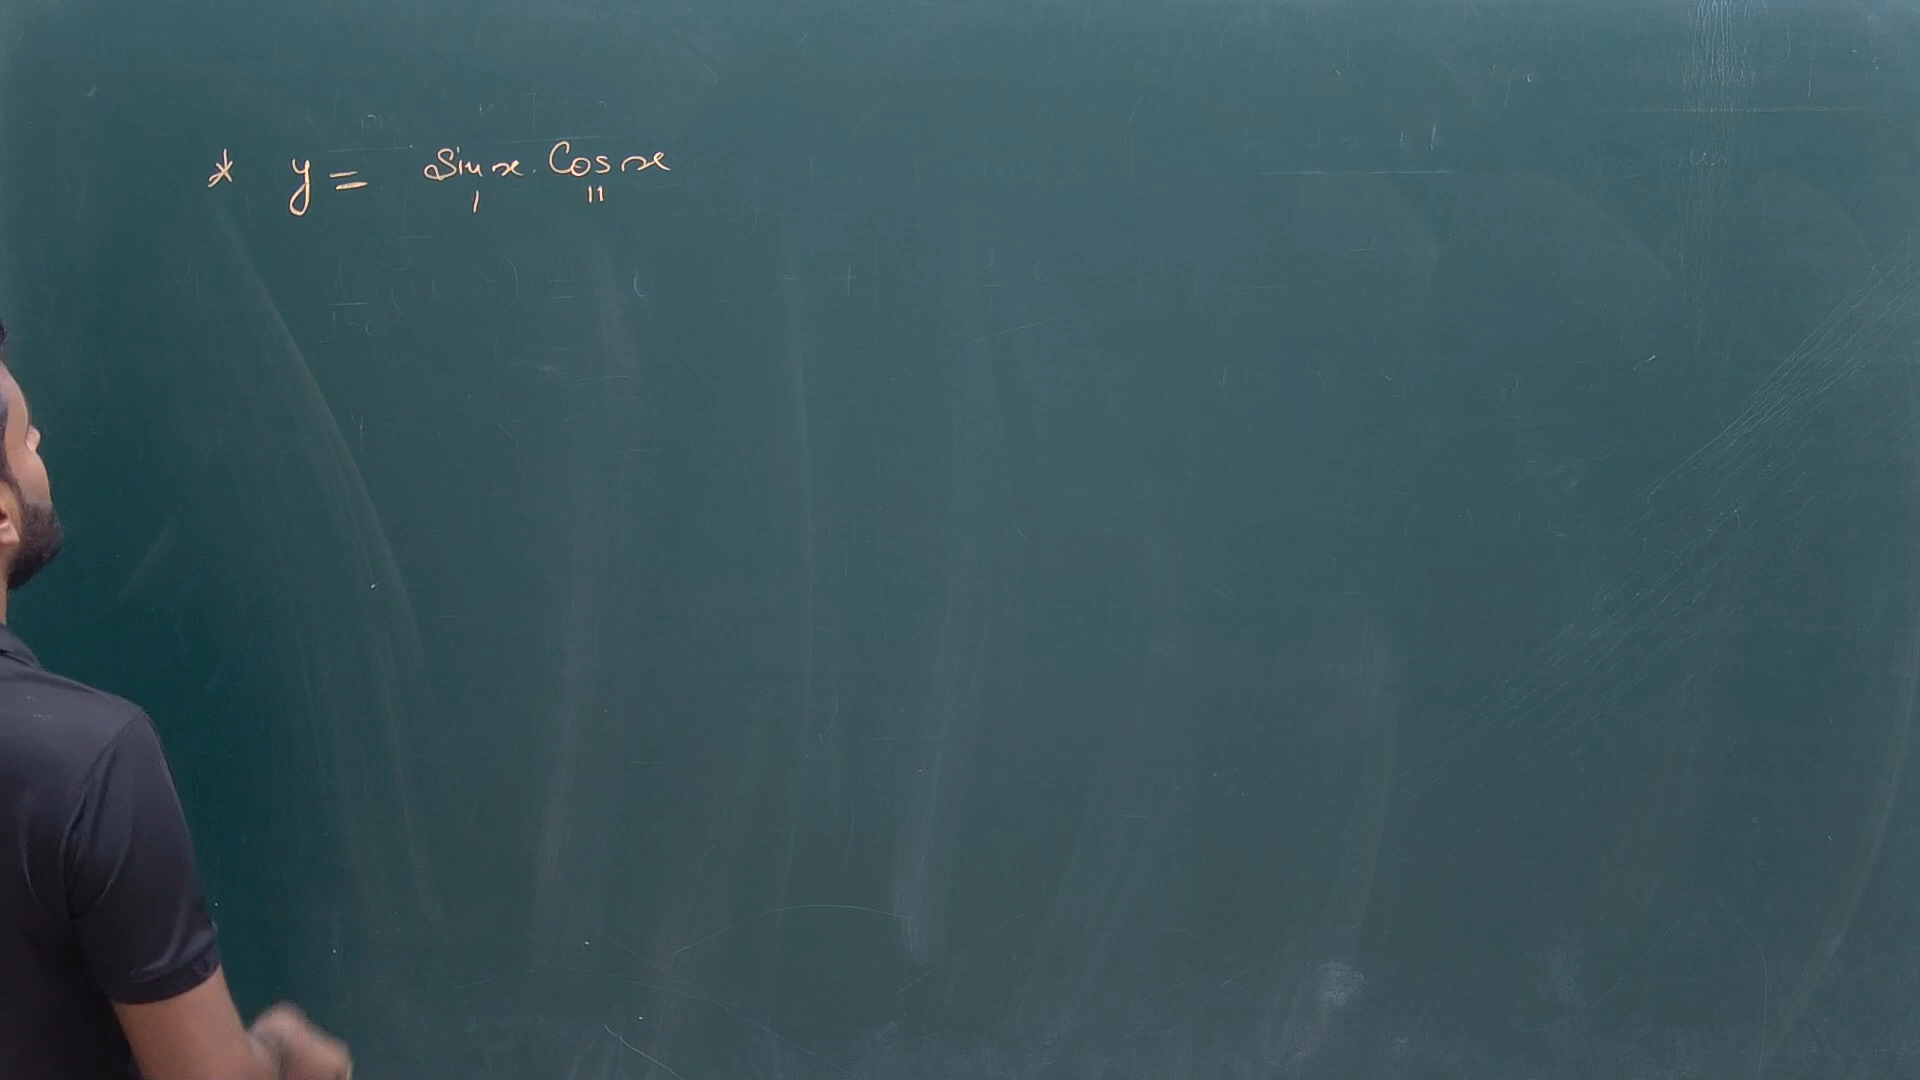 * y = Sin x . Cos x
I II